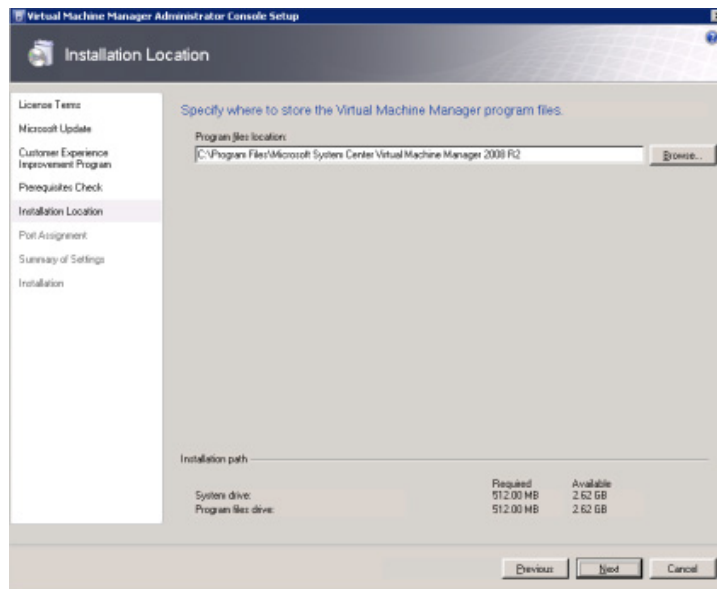 Virtual Machine Manager Administrator Console Setup
Installation Location
License Terms
Microsoft Update
Customer Experience
Improvement Program
Prerequisites Check
Installation Location
Port Assignment
Summary of Settings
Installation
Specify where to store the Virtual Machine Manager program files.
Program files location:
C:\Program Files\Microsoft System Center Virtual Machine Manager 2008 R2
Browse...
Installation path
Required Available
System drive: 512.00 MB 2.62 GB
Program files drive: 512.00 MB 2.62 GB
Previous Next Cancel